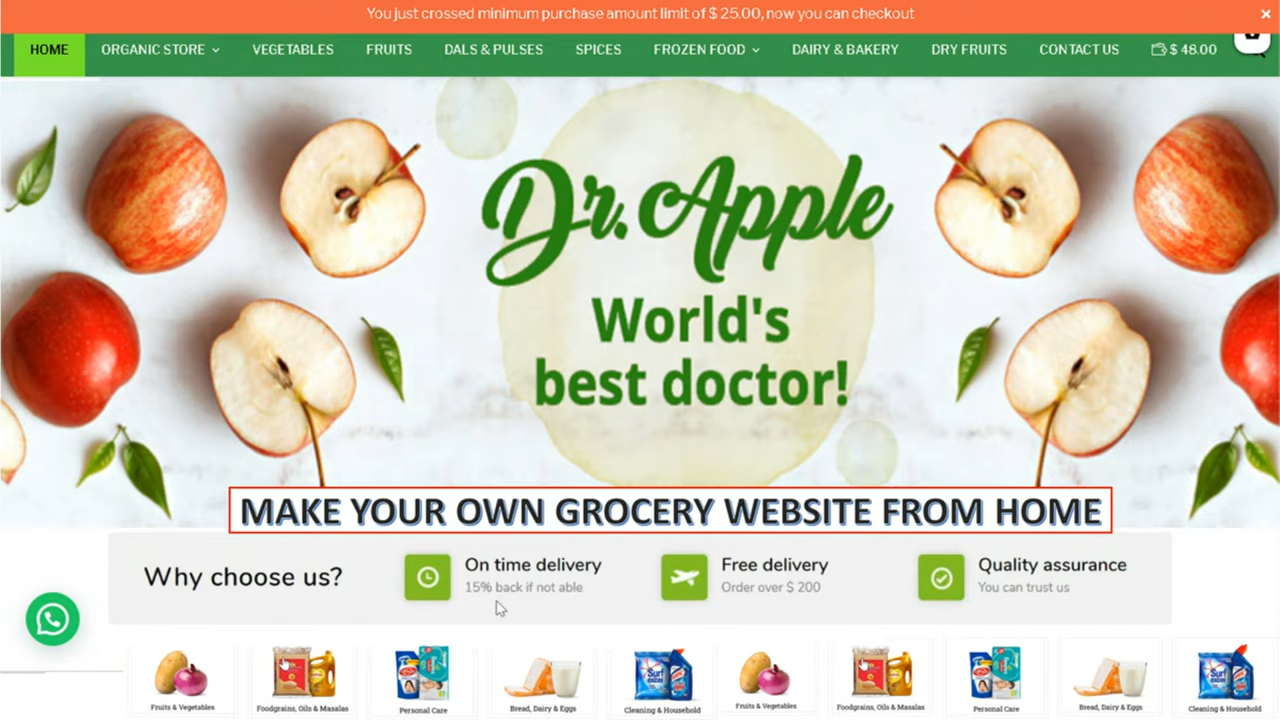 You just crossed minimum purchase amount limit of $ 25.00, now you can checkout ×
HOME ORGANIC STORE VEGETABLES FRUITS DALS & PULSES SPICES FROZEN FOOD DAIRY & BAKERY DRY FRUITS CONTACT US $ 48.00
Dr. Apple
World's
best doctor!
MAKE YOUR OWN GROCERY WEBSITE FROM HOME
Why choose us?
On time delivery
15% back if not able
Free delivery
Order over $ 200
Quality assurance
You can trust us
Surf excel
Surf excel
Fruits & Vegetables
Foodgrains, Oils & Masalas
Personal Care
Bread, Dairy & Eggs
Cleaning & Household
Fruits & Vegetables
Foodgrains, Oils & Masalas
Personal Care
Bread, Dairy & Eggs
Cleaning & Household